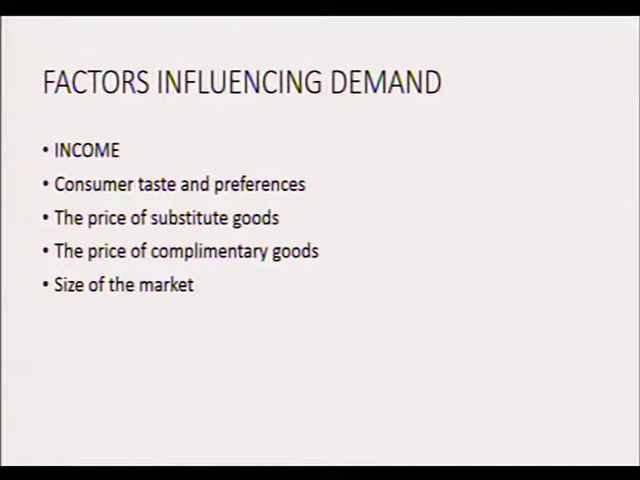 FACTORS INFLUENCING DEMAND
• INCOME
• Consumer taste and preferences
• The price of substitute goods
• The price of complimentary goods
• Size of the market